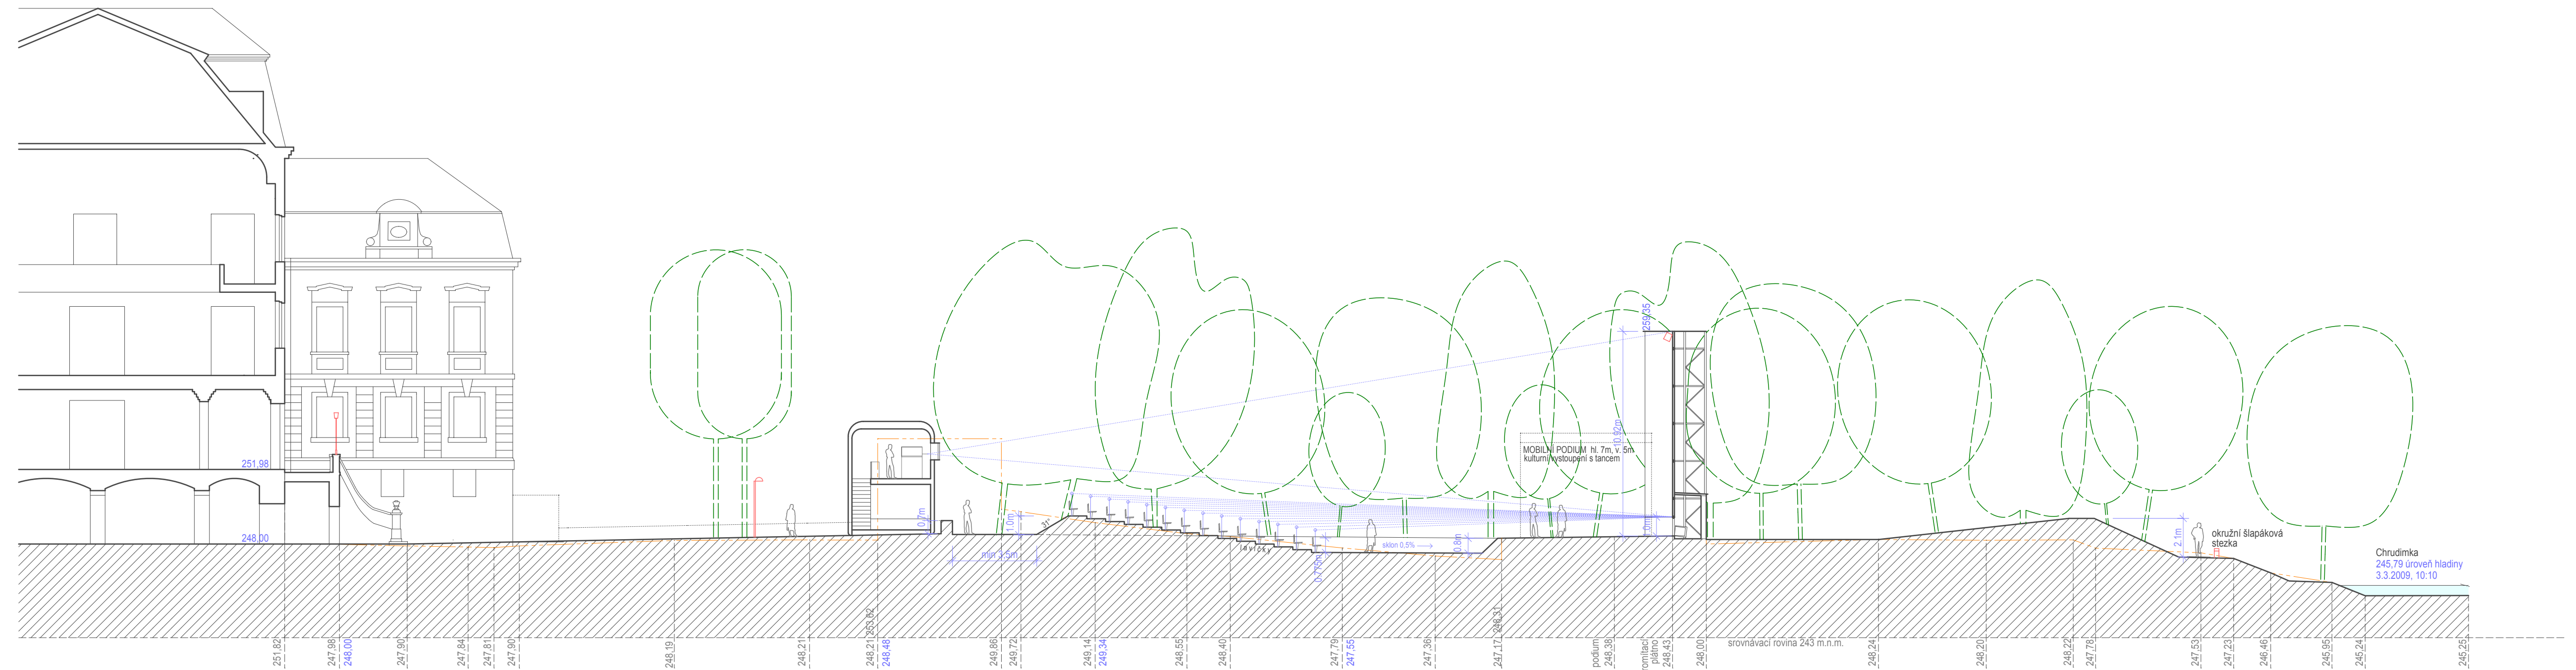 259,35
10.92m
MOBILNÍ PODIUM hl. 7m, v. 5m
kulturní vystoupení s tancem
251,98
248,00
0.7m
1.0m
min 3,5m
lavičky
0.775m
sklon 0,5%
0.8m
2.1m
okružní šlapáková
stezka
Chrudimka
245,79 úroveň hladiny
3.3.2009, 10:10
srovnávací rovina 243 m.n.m.
251,82
247,98
248,00
247,90
247,84
247,81
247,90
248,19
248,21
248,21
253,62
248,48
249,86
249,72
249,14
249,34
248,55
248,40
247,79
247,55
247,36
247,17
248,31
podium
248,38
romítací
plátno
248,43
248,00
248,24
248,20
248,22
247,78
247,53
247,23
246,46
245,95
245,24
245,25